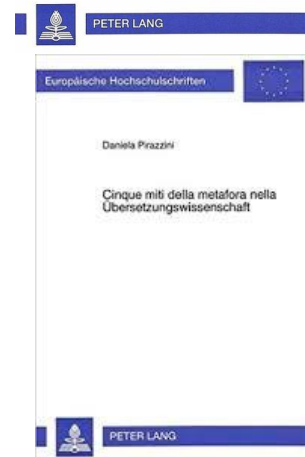 PETER LANG
Europäische Hochschulschriften
Daniela Pirazzini
Cinque miti della metafora nella
Übersetzungswissenschaft
PETER LANG